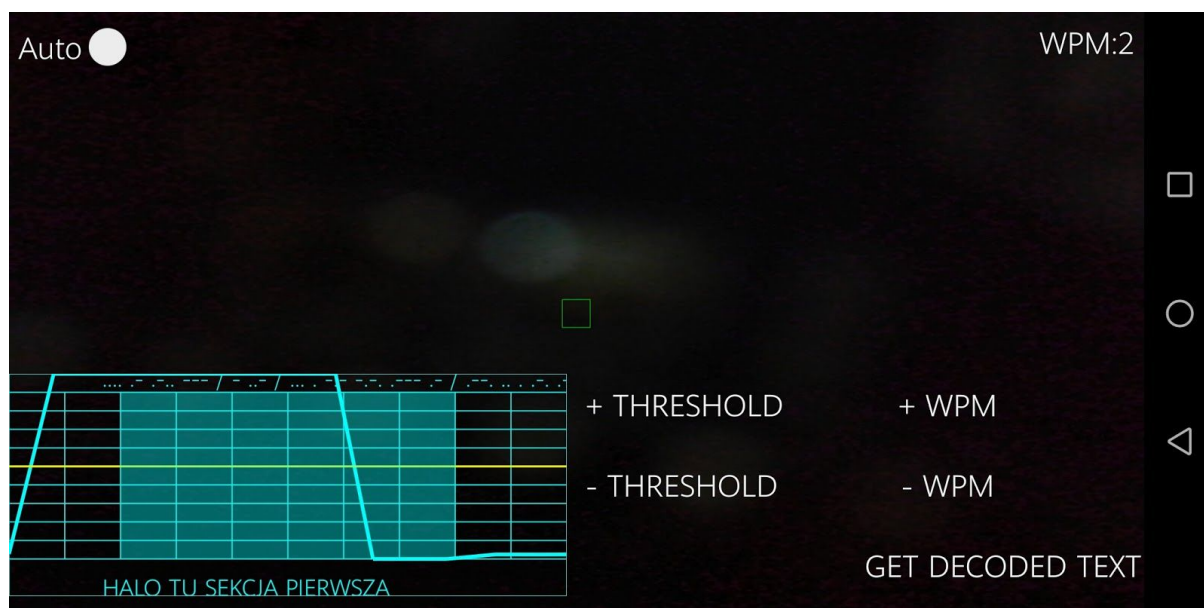 Auto
WPM:2
.... .- .-.. --- / - ..- / ... . -.- -.-. .--- .- / .--. .. . .-.
+ THRESHOLD
+ WPM
- THRESHOLD
- WPM
GET DECODED TEXT
HALO TU SEKCJA PIERWSZA